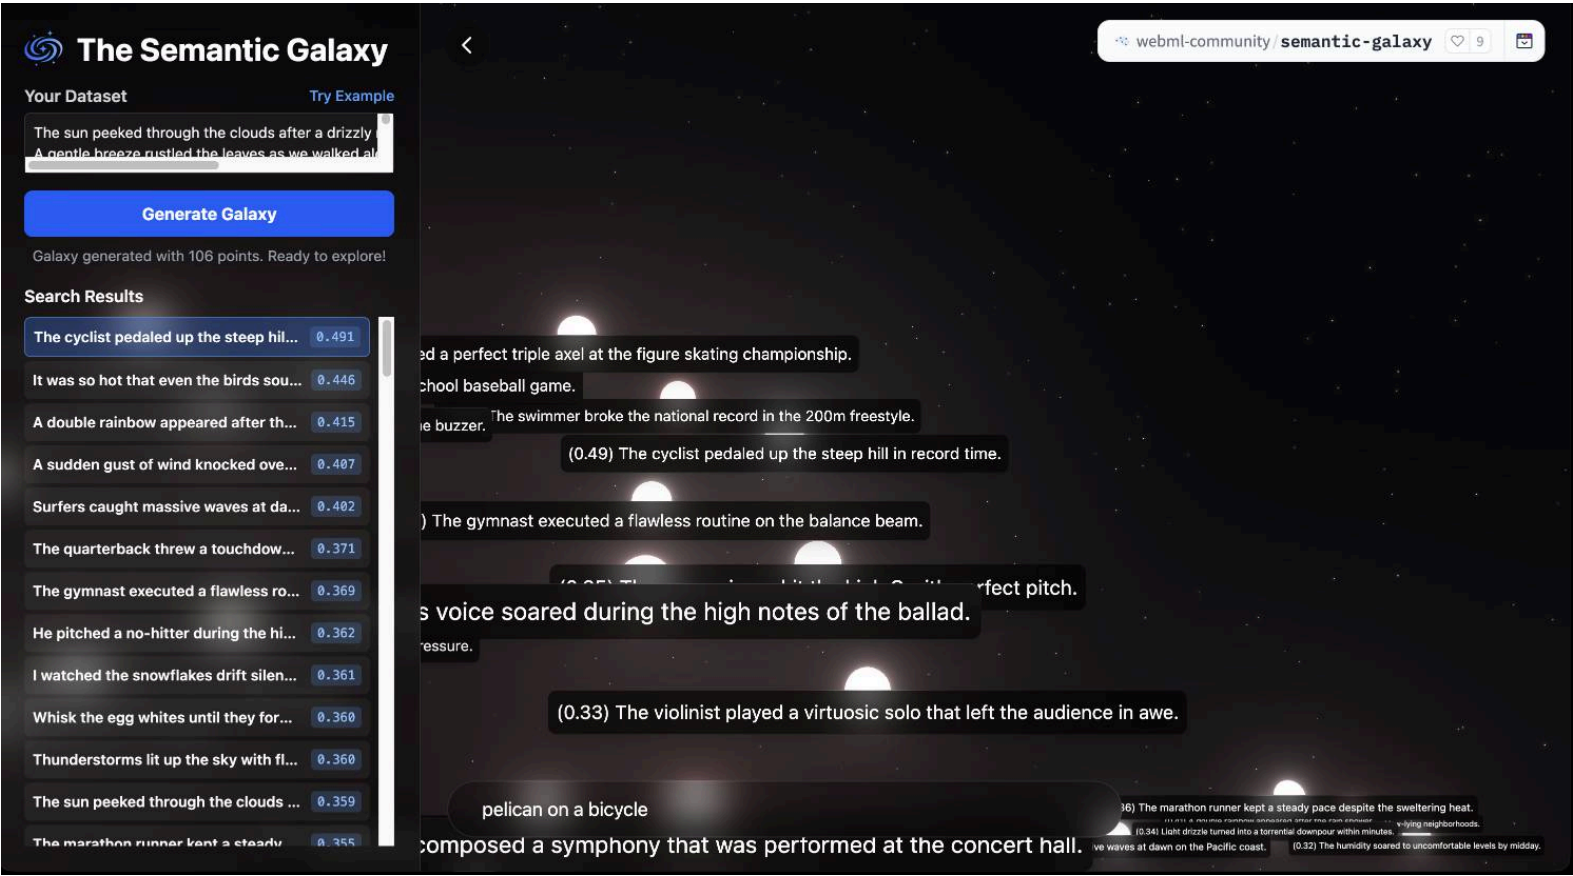 The Semantic Galaxy
Your Dataset
Try Example
The sun peeked through the clouds after a drizzly
A gentle breeze rustled the leaves as we walked
Generate Galaxy
Galaxy generated with 106 points. Ready to explore!
Search Results
The cyclist pedaled up the steep hil... 0.491
It was so hot that even the birds sou... 0.446
A double rainbow appeared after th... 0.415
A sudden gust of wind knocked ove... 0.407
Surfers caught massive waves at da... 0.402
The quarterback threw a touchdow... 0.371
The gymnast executed a flawless ro... 0.369
He pitched a no-hitter during the hi... 0.362
I watched the snowflakes drift silen... 0.361
Whisk the egg whites until they for... 0.360
Thunderstorms lit up the sky with fl... 0.360
The sun peeked through the clouds ... 0.359
The marathon runner kept a steady 0.355
webml-community/semantic-galaxy 9
ed a perfect triple axel at the figure skating championship.
chool baseball game.
The swimmer broke the national record in the 200m freestyle.
e buzzer.
(0.49) The cyclist pedaled up the steep hill in record time.
) The gymnast executed a flawless routine on the balance beam.
rfect pitch.
s voice soared during the high notes of the ballad.
ressure.
(0.33) The violinist played a virtuosic solo that left the audience in awe.
pelican on a bicycle
36) The marathon runner kept a steady pace despite the sweltering heat.
y-lying neighborhoods.
(0.34) Light drizzle turned into a torrential downpour within minutes.
composed a symphony that was performed at the concert hall.
ve waves at dawn on the Pacific coast.
(0.32) The humidity soared to uncomfortable levels by midday.